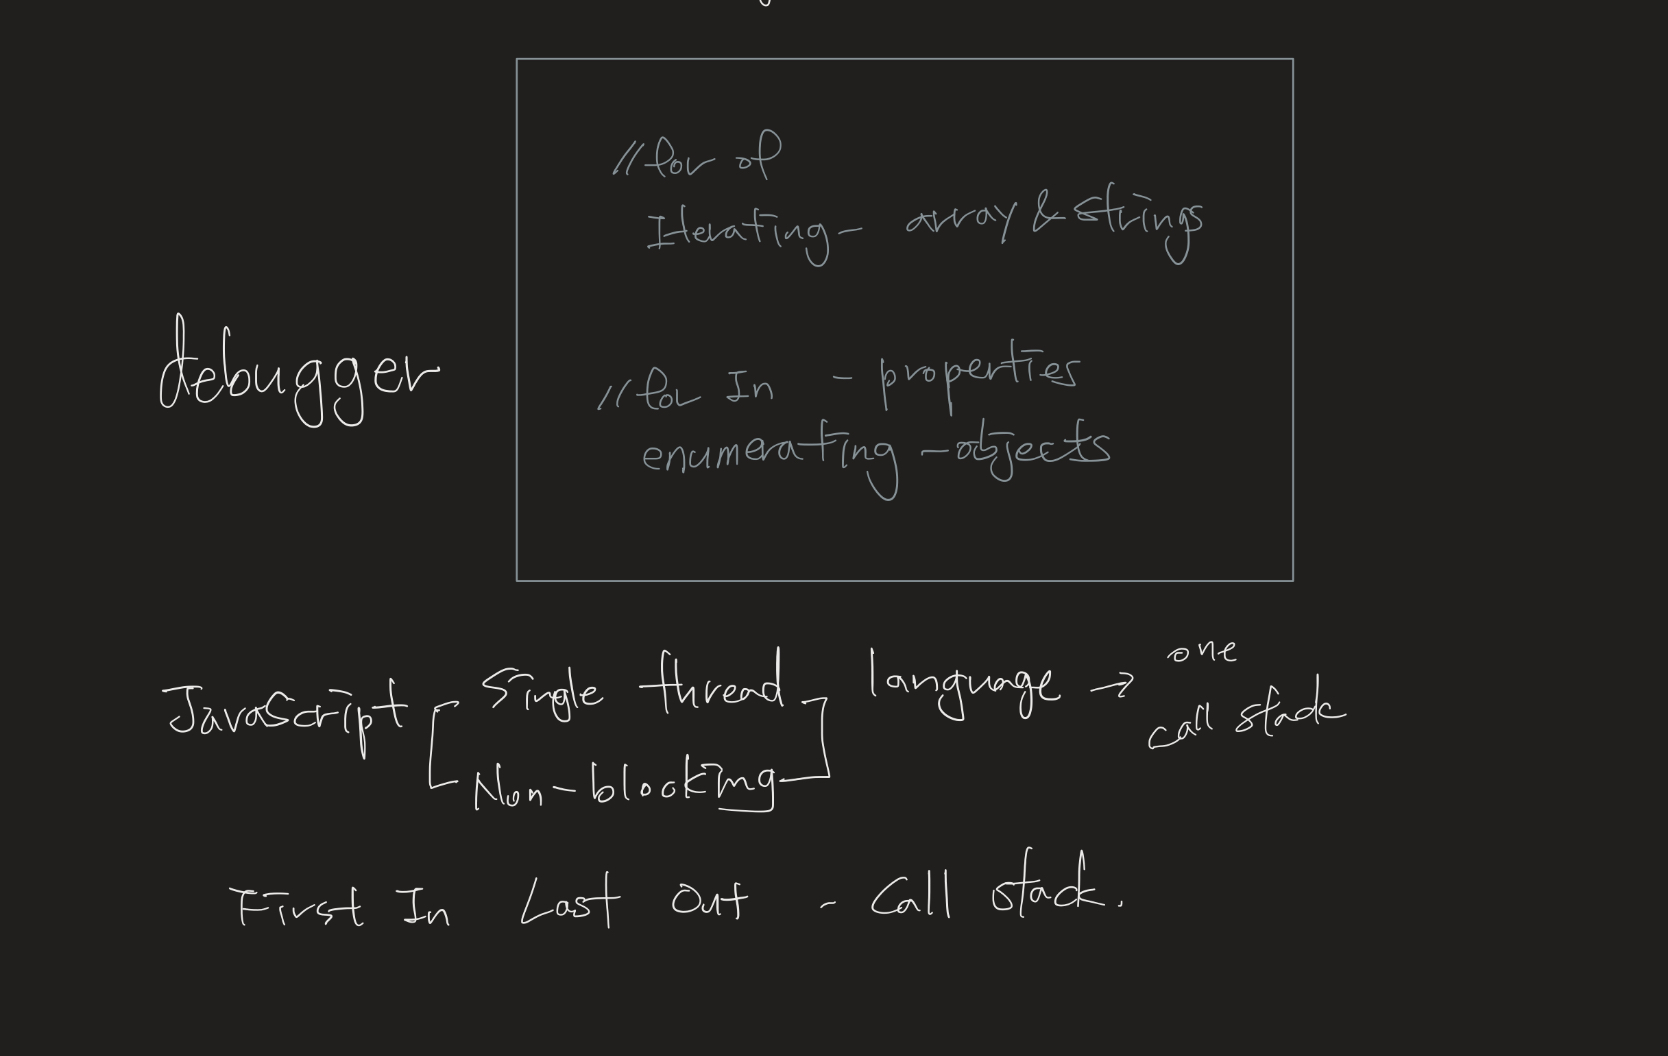 //for of
Iterating - array & strings
debugger
//for In - properties
enumerating - objects
JavaScript [Single thread
Non-blocking] language → one
call stack
First In Last Out - Call stack.